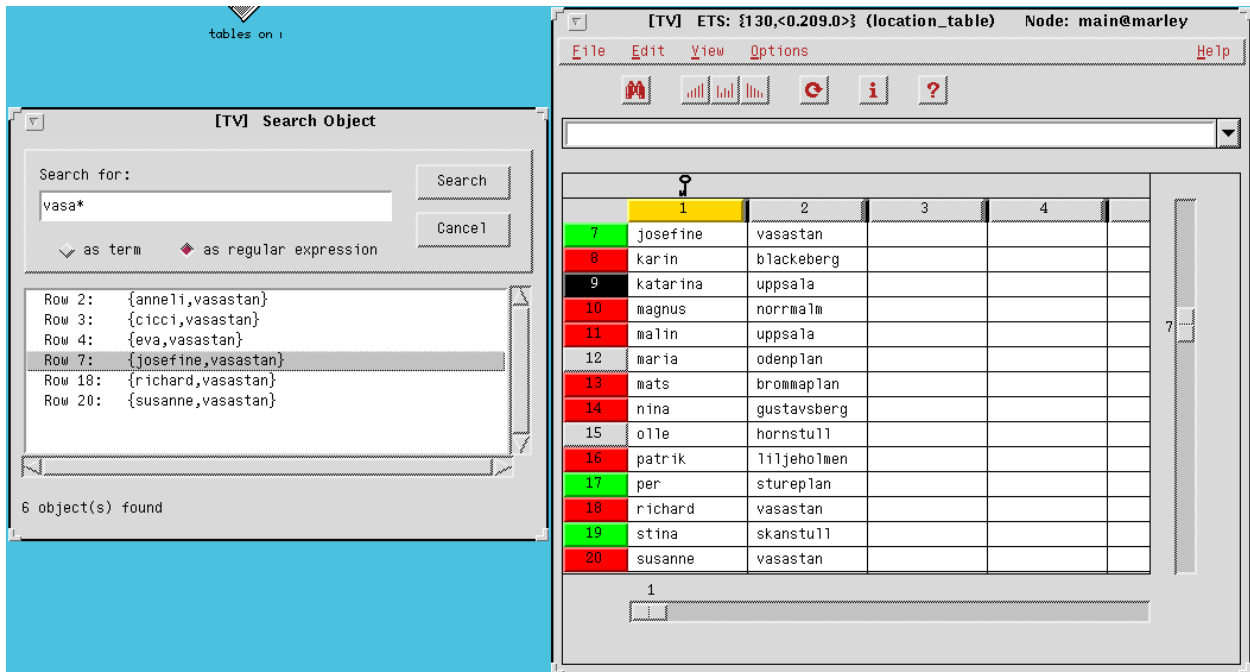 tables on
[TV] Search Object
Search for:
vasa*
Search
Cancel
as term
as regular expression
Row 2: {anneli,vasastan}
Row 3: {cicci,vasastan}
Row 4: {eva,vasastan}
Row 7: {josefine,vasastan}
Row 18: {richard,vasastan}
Row 20: {susanne,vasastan}
6 object(s) found
[TV] ETS: {130,<0.209.0>} (location_table) Node: main@marley
File Edit View Options Help
i ?
1 2 3 4
7 josefine vasastan
8 karin blackeberg
9 katarina uppsala
10 magnus norrmalm
11 malin uppsala
12 maria odenplan
13 mats brommaplan
14 nina gustavsberg
15 olle hornstull
16 patrik liljeholmen
17 per stureplan
18 richard vasastan
19 stina skanstull
20 susanne vasastan
7
1